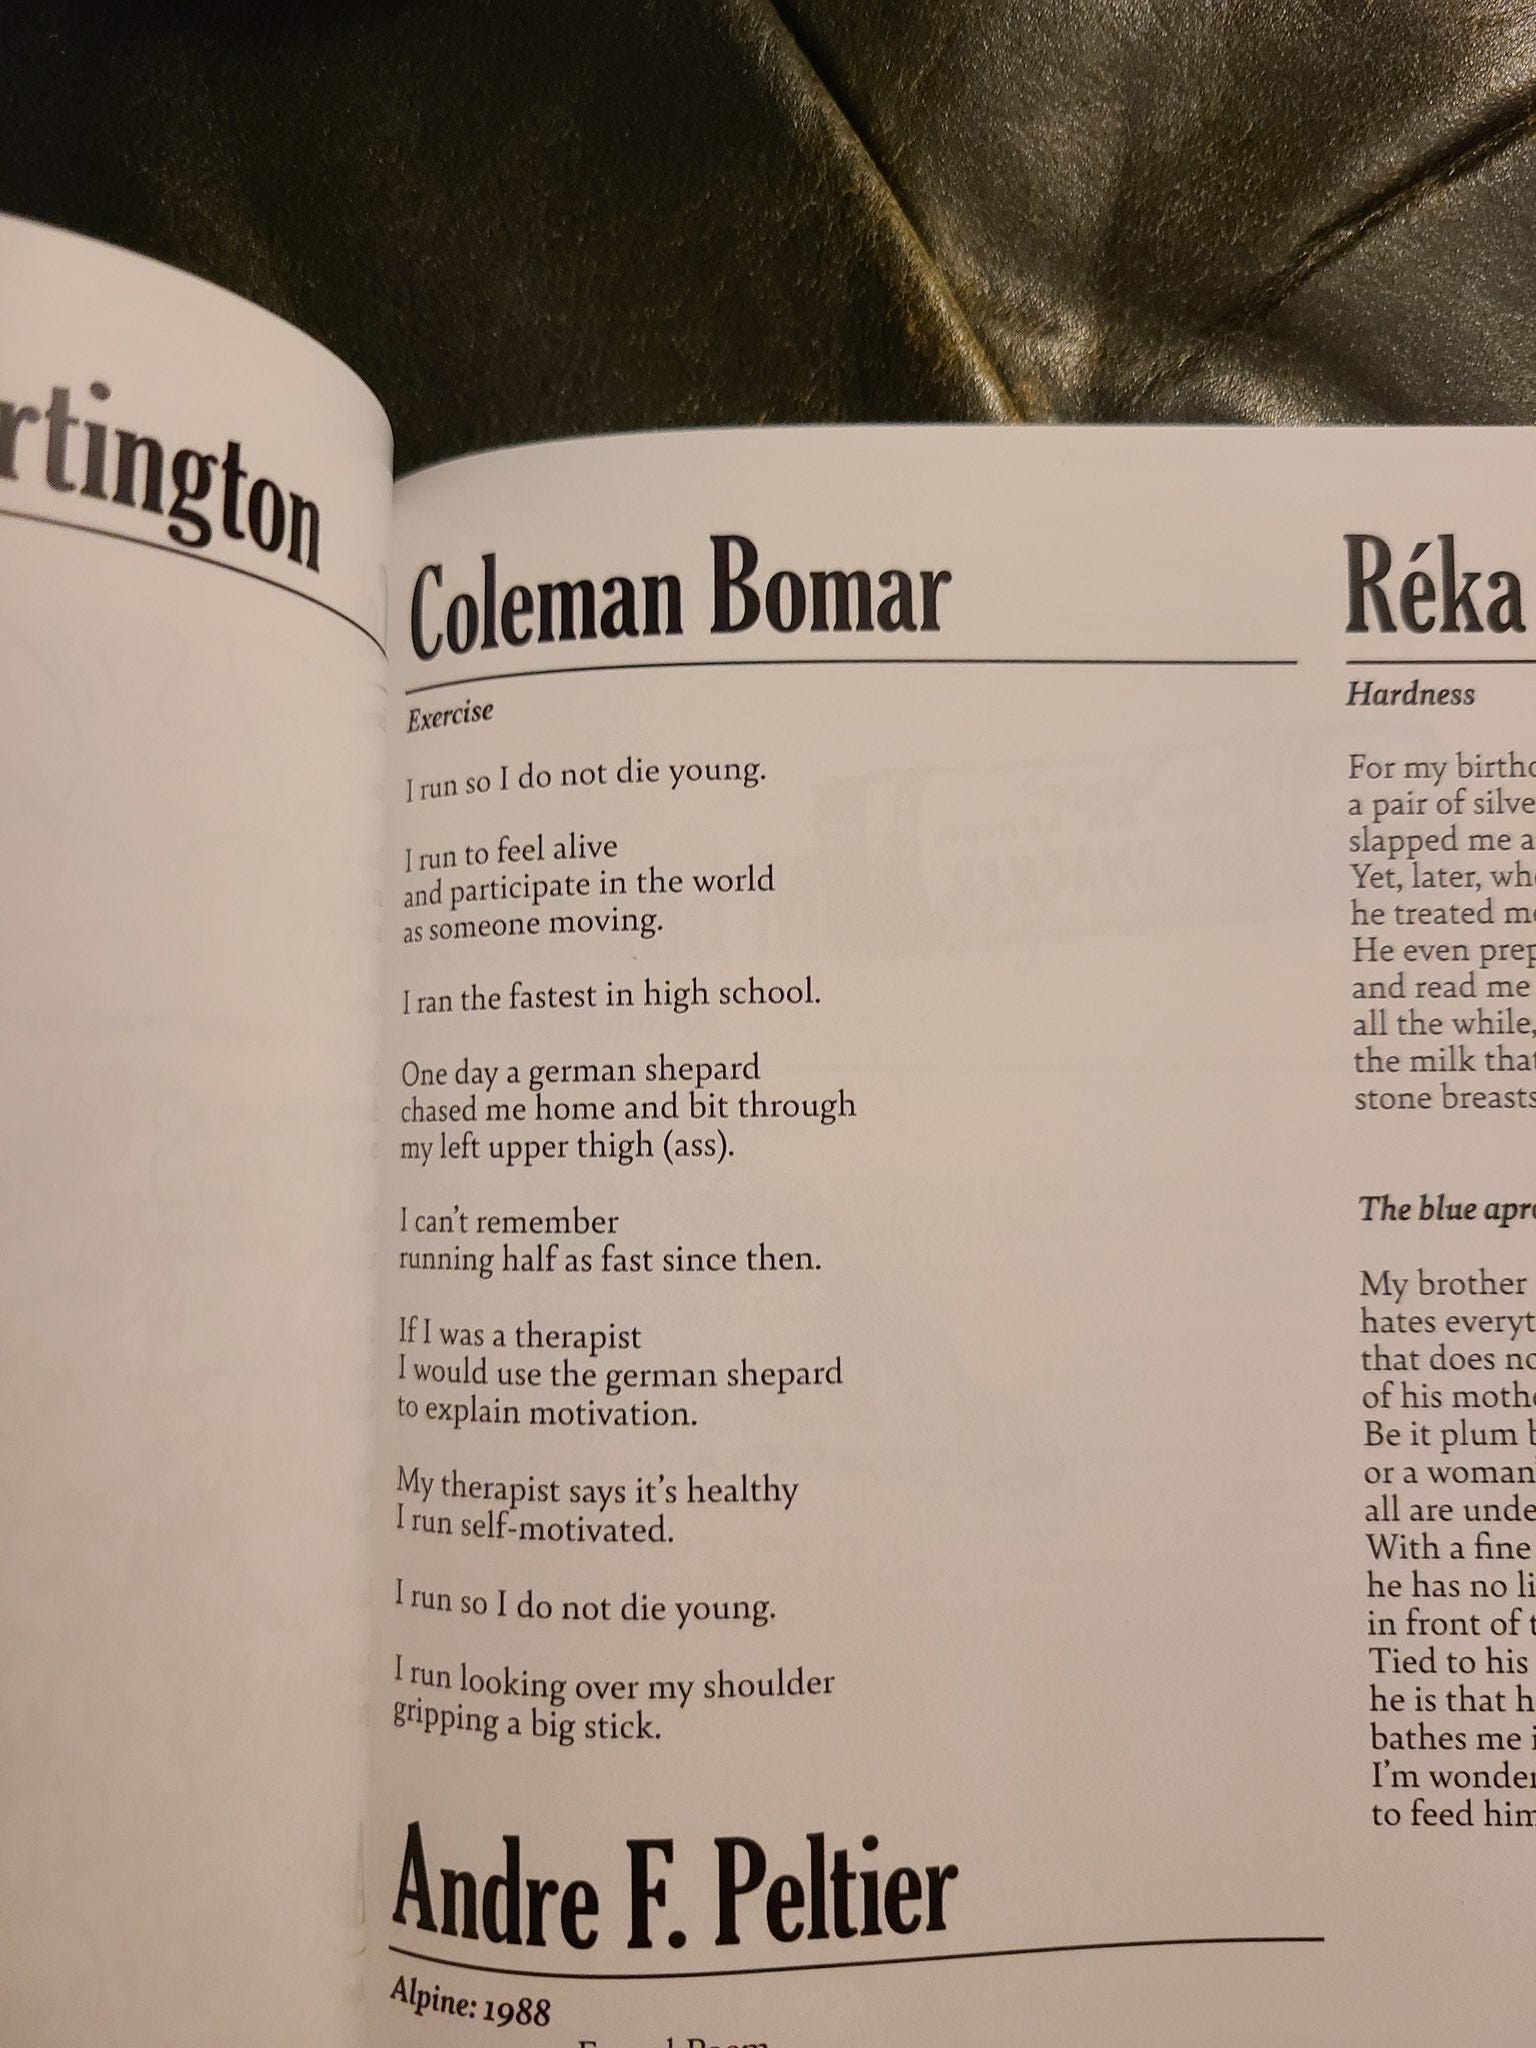 rtington
Coleman Bomar
Exercise
I run so I do not die young.
I run to feel alive
and participate in the world
as someone moving.
I ran the fastest in high school.
One day a german shepard
chased me home and bit through
my left upper thigh (ass).
I can't remember
running half as fast since then.
If I was a therapist
I would use the german shepard
to explain motivation.
My therapist says it's healthy
I run self-motivated.
I run so I do not die young.
I run looking over my shoulder
gripping a big stick.
Andre F. Peltier
Alpine: 1988
Réka
Hardness
For my
a pair of
slapped me
Yet, later,
he treated
He even
and read me
all the while,
the milk
stone breasts
The blue
My brother
hates
that does
of his
Be it plum
or a
all are
With a fine
he has no
in front of
Tied to his
he is that
bathes me
I'm
to feed